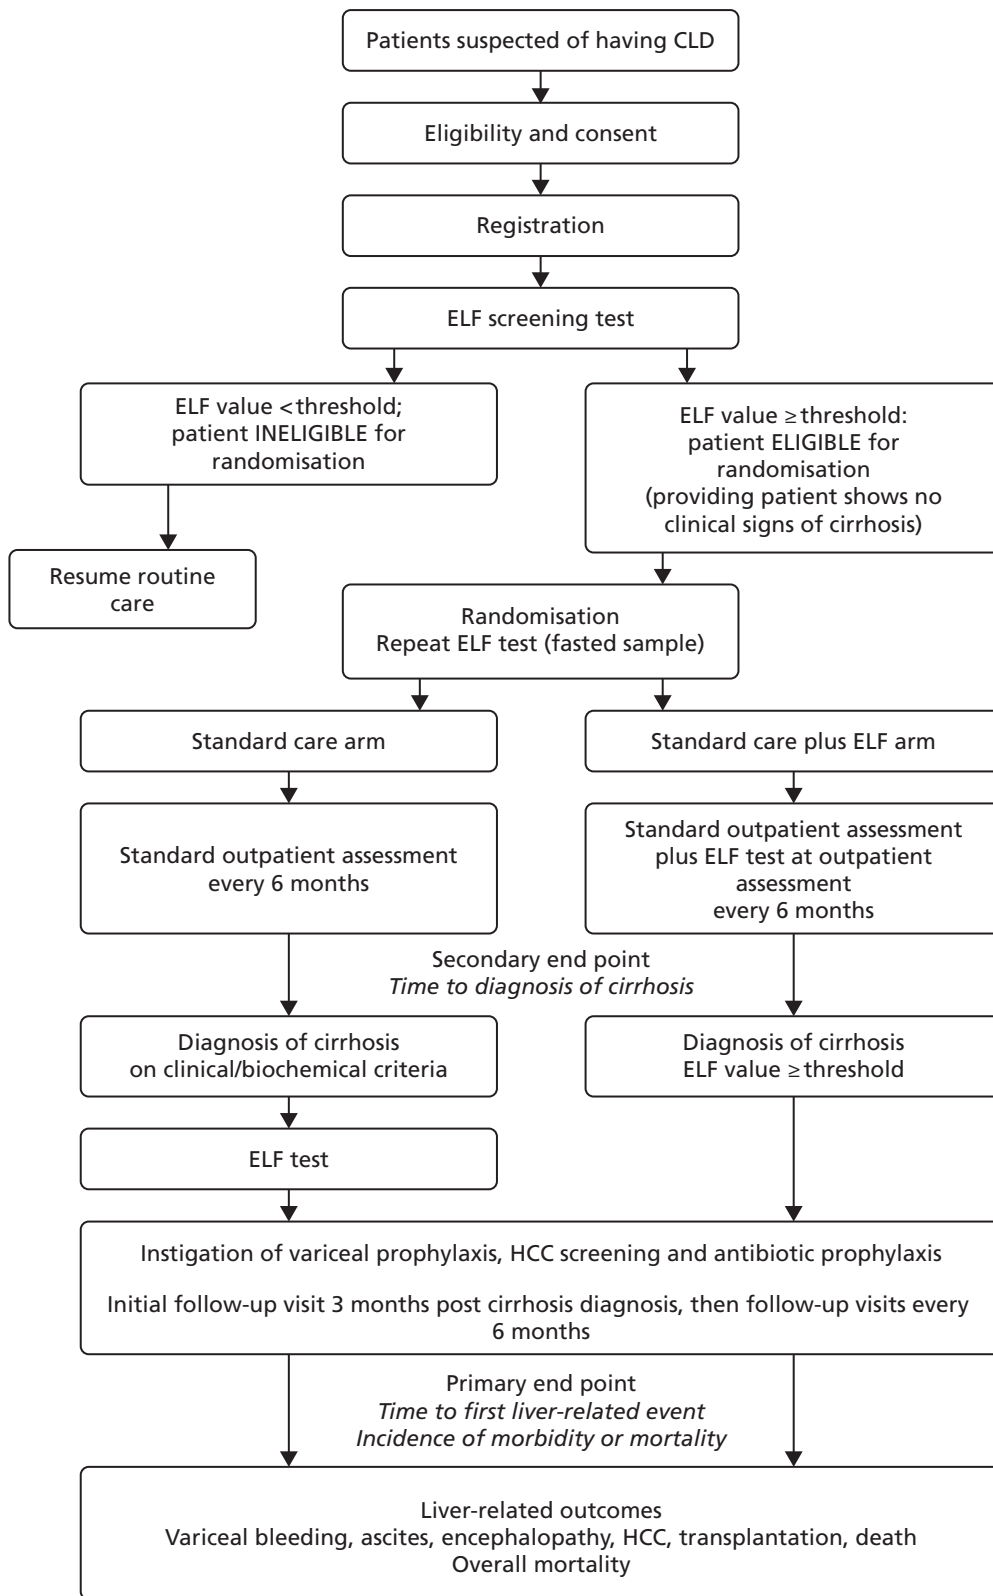 Patients suspected of having CLD
Eligibility and consent
Registration
ELF screening test
ELF value <threshold;
patient INELIGIBLE for
randomisation
ELF value ≥threshold:
patient ELIGIBLE for
randomisation
(providing patient shows no
clinical signs of cirrhosis)
Resume routine
care
Randomisation
Repeat ELF test (fasted sample)
Standard care arm
Standard care plus ELF arm
Standard outpatient assessment
every 6 months
Standard outpatient assessment
plus ELF test at outpatient
assessment
every 6 months
Secondary end point
Time to diagnosis of cirrhosis
Diagnosis of cirrhosis
on clinical/biochemical criteria
Diagnosis of cirrhosis
ELF value ≥threshold
ELF test
Instigation of variceal prophylaxis, HCC screening and antibiotic prophylaxis
Initial follow-up visit 3 months post cirrhosis diagnosis, then follow-up visits every
6 months
Primary end point
Time to first liver-related event
Incidence of morbidity or mortality
Liver-related outcomes
Variceal bleeding, ascites, encephalopathy, HCC, transplantation, death
Overall mortality